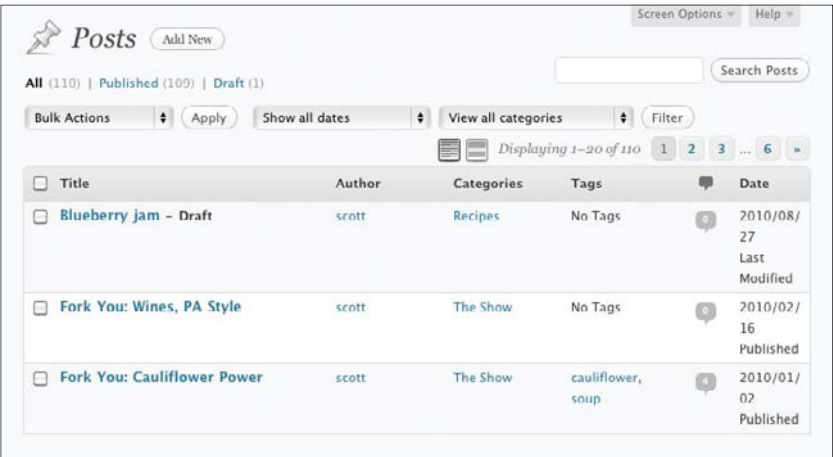 Screen Options Help
Posts Add New
Search Posts
All (110) | Published (109) | Draft (1)
Bulk Actions Apply Show all dates View all categories Filter
Displaying 1–20 of 110 1 2 3 ... 6 »
Title Author Categories Tags Date
Blueberry jam – Draft scott Recipes No Tags 0 2010/08/
27
Last
Modified
Fork You: Wines, PA Style scott The Show No Tags 0 2010/02/
16
Published
Fork You: Cauliflower Power scott The Show cauliflower, 4 2010/01/
soup 02
Published